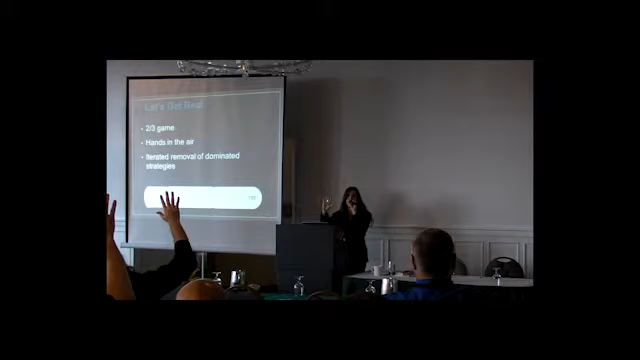 Let's Get Real
• 2/3 game
• Hands in the air
• Iterated removal of dominated
strategies